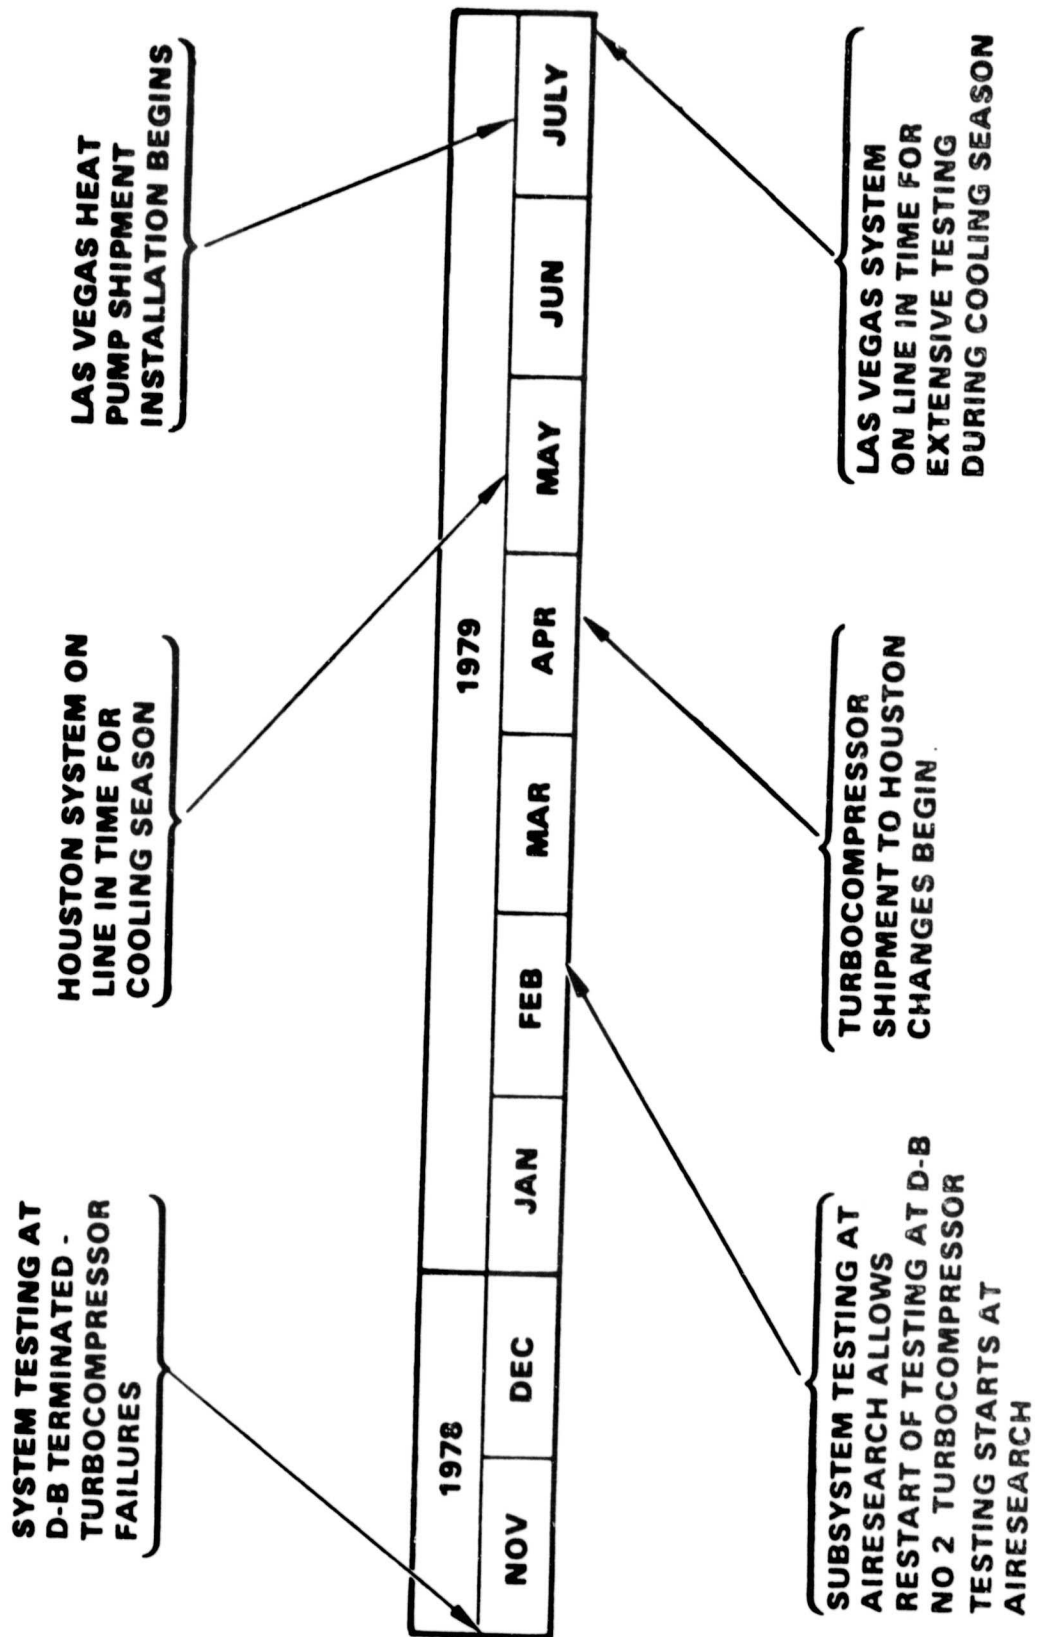 SYSTEM TESTING AT
D-B TERMINATED -
TURBOCOMPRESSOR
FAILURES
HOUSTON SYSTEM ON
LINE IN TIME FOR
COOLING SEASON
LAS VEGAS HEAT
PUMP SHIPMENT
INSTALLATION BEGINS
1978
1979
NOV
DEC
JAN
FEB
MAR
APR
MAY
JUN
JULY
SUBSYSTEM TESTING AT
AIRESEARCH ALLOWS
RESTART OF TESTING AT D-B
NO 2 TURBOCOMPRESSOR
TESTING STARTS AT
AIRESEARCH
TURBOCOMPRESSOR
SHIPMENT TO HOUSTON
CHANGES BEGIN.
LAS VEGAS SYSTEM
ON LINE IN TIME FOR
EXTENSIVE TESTING
DURING COOLING SEASON